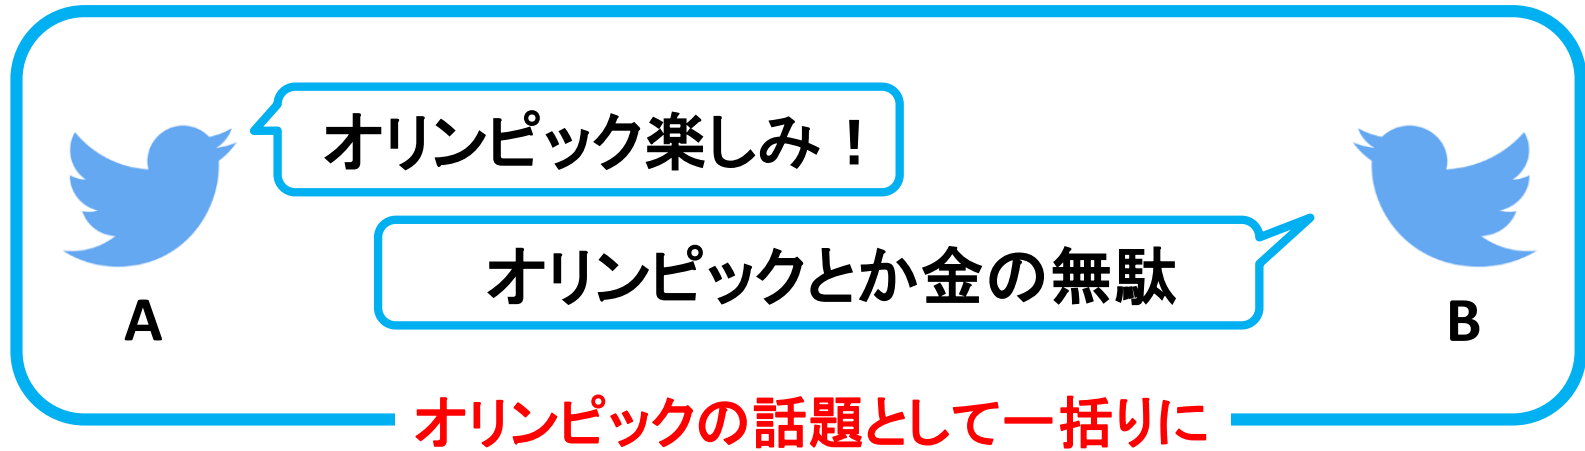 オリンピック楽しみ！
オリンピックとか金の無駄
A
B
オリンピックの話題として一括りに